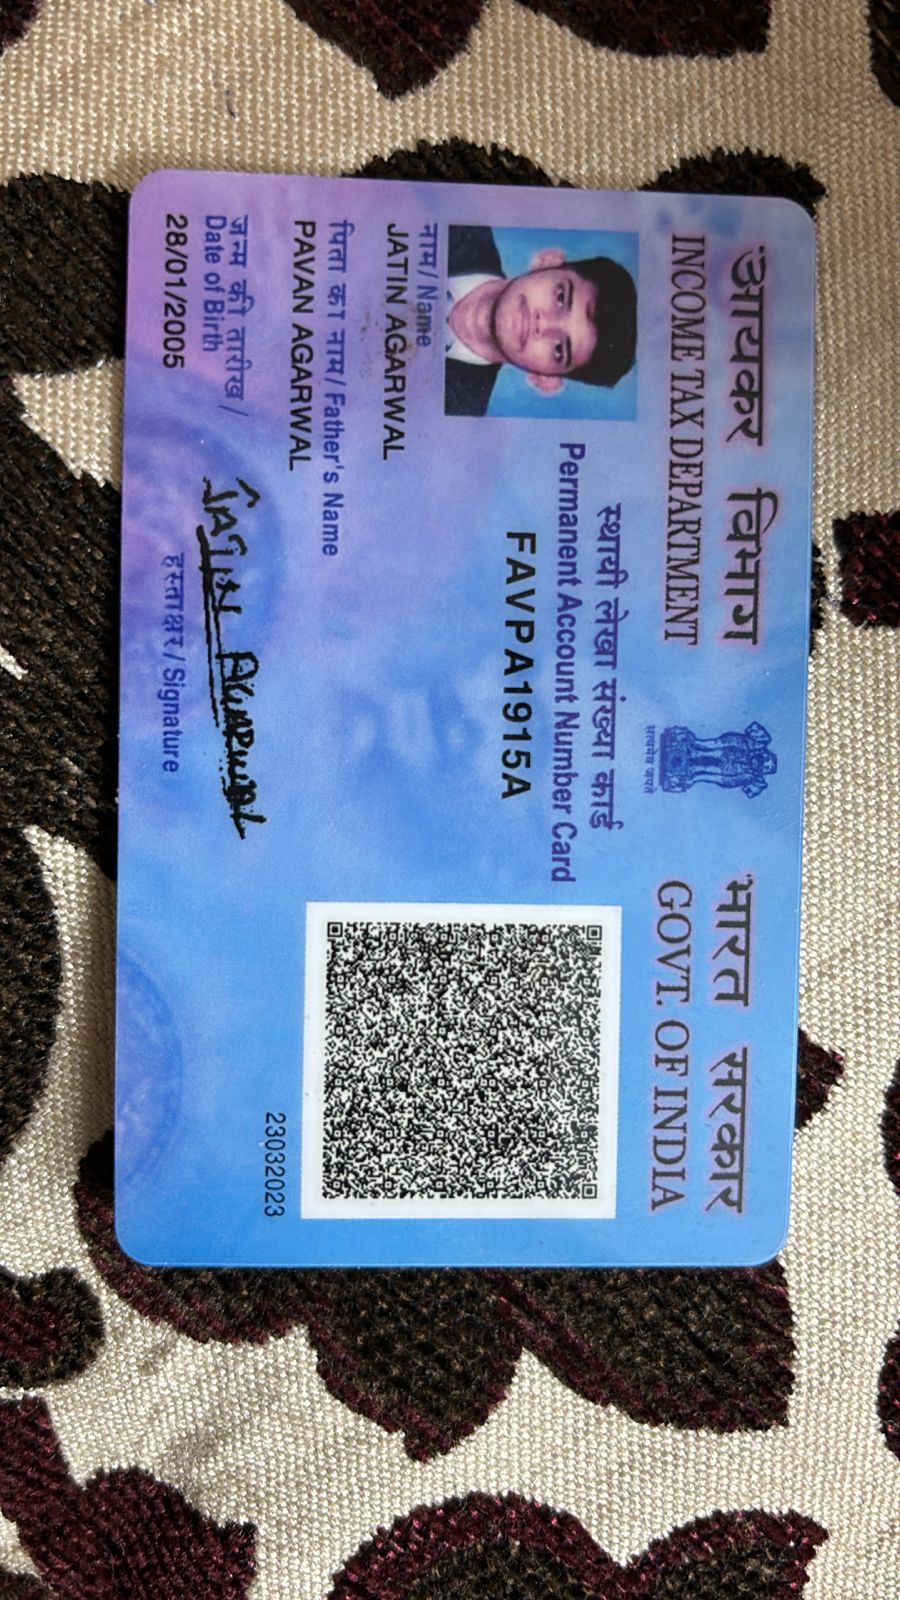 आयकर विभाग
INCOME TAX DEPARTMENT
सत्यमेव जयते
भारत सरकार
GOVT. OF INDIA
स्थायी लेखा संख्या कार्ड
Permanent Account Number Card
FAVPA1915A
नाम / Name
JATIN AGARWAL
पिता का नाम / Father's Name
PAVAN AGARWAL
जन्म की तारीख /
Date of Birth
28/01/2005
JATIN AGARWAL
हस्ताक्षर / Signature
23032023